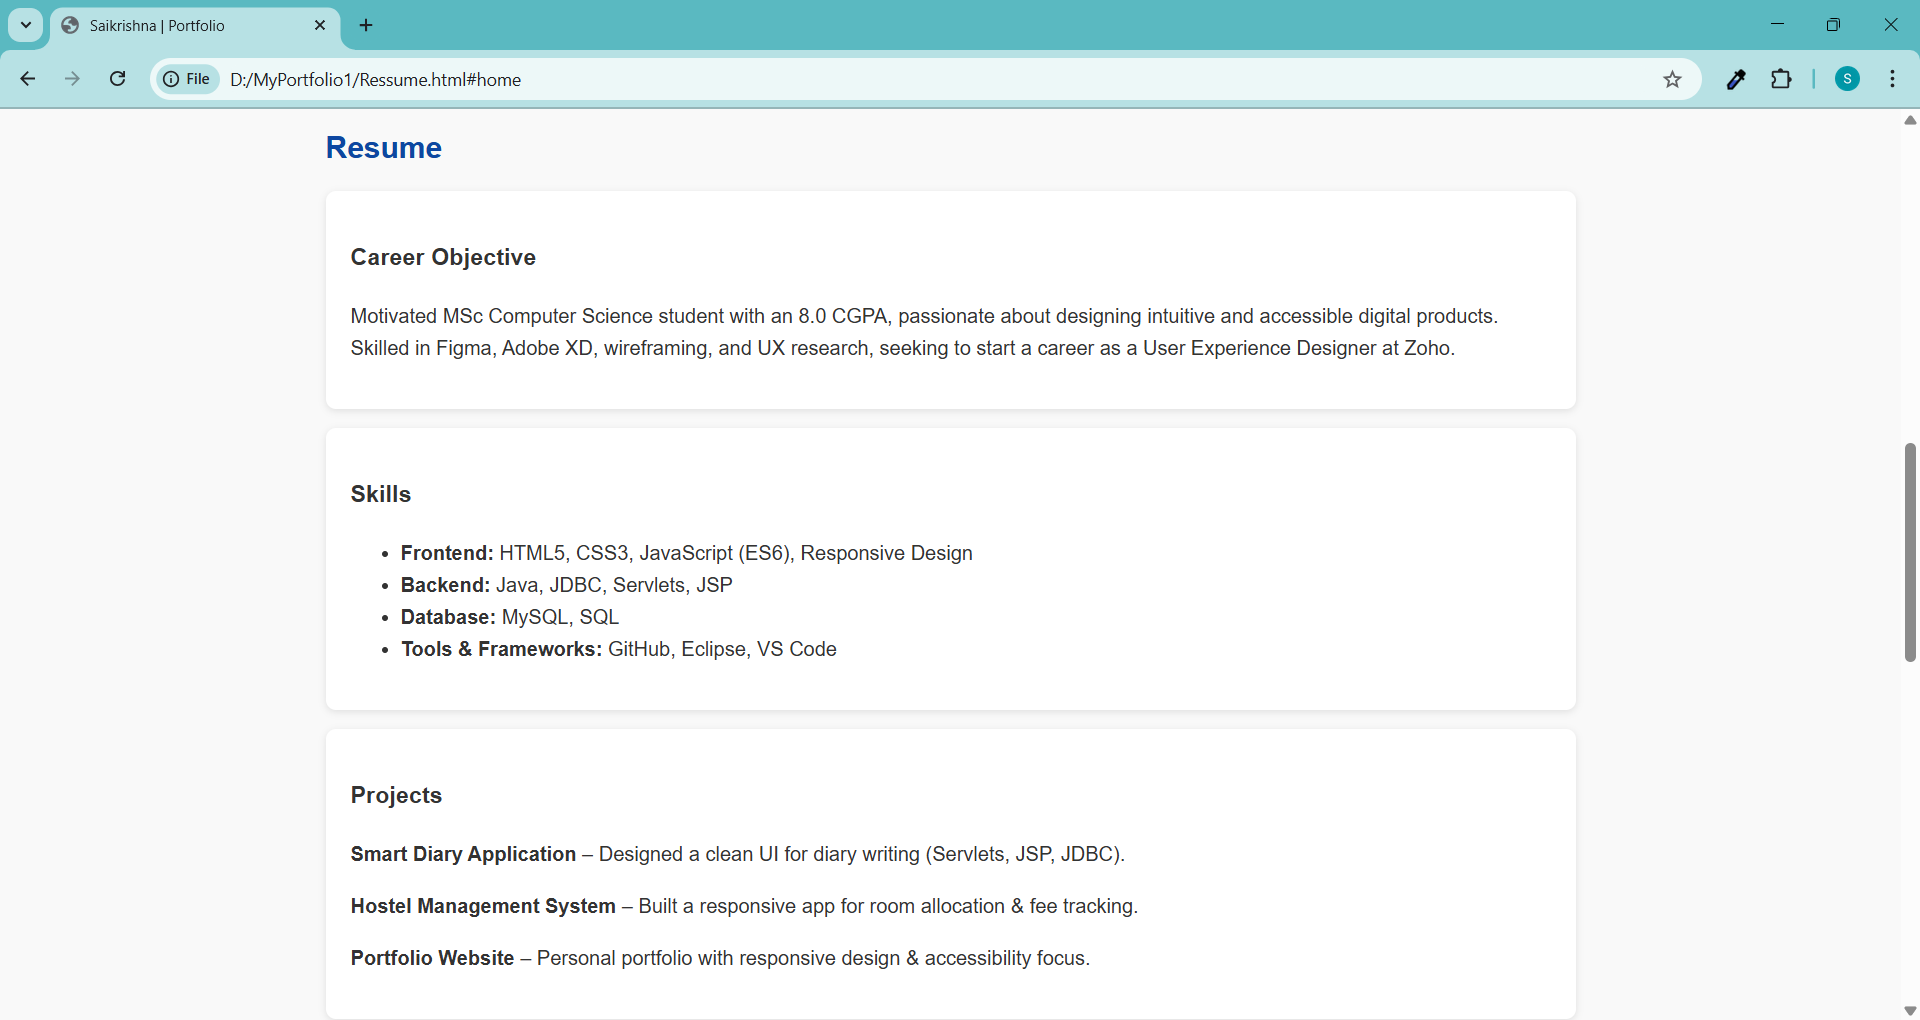 Saikrishna | Portfolio
File D:/MyPortfolio1/Ressume.html#home
S
Resume
Career Objective
Motivated MSc Computer Science student with an 8.0 CGPA, passionate about designing intuitive and accessible digital products.
Skilled in Figma, Adobe XD, wireframing, and UX research, seeking to start a career as a User Experience Designer at Zoho.
Skills
• Frontend: HTML5, CSS3, JavaScript (ES6), Responsive Design
• Backend: Java, JDBC, Servlets, JSP
• Database: MySQL, SQL
• Tools & Frameworks: GitHub, Eclipse, VS Code
Projects
Smart Diary Application – Designed a clean UI for diary writing (Servlets, JSP, JDBC).
Hostel Management System – Built a responsive app for room allocation & fee tracking.
Portfolio Website – Personal portfolio with responsive design & accessibility focus.